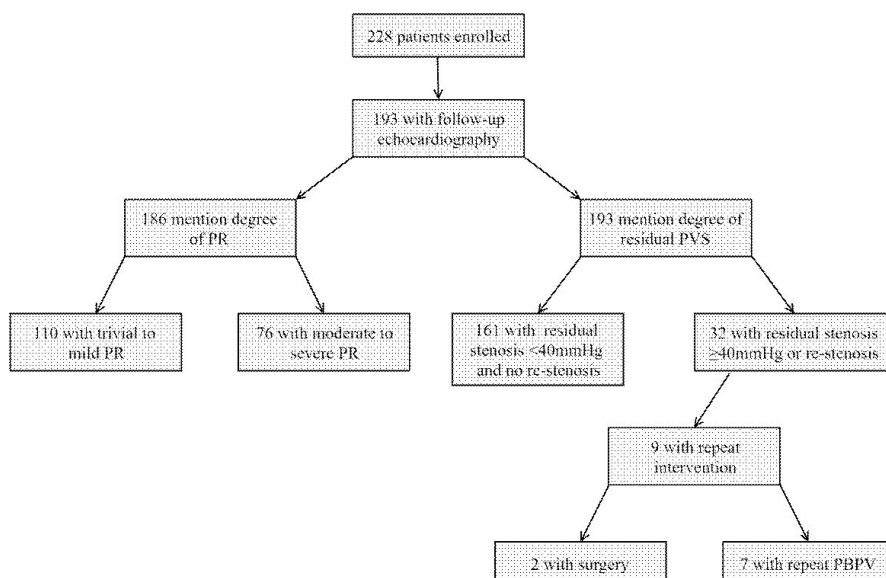 228 patients enrolled
193 with follow-up
echocardiography
186 mention degree
of PR
193 mention degree of
residual PVS
110 with trivial to
mild PR
76 with moderate to
severe PR
161 with residual
stenosis <40mmHg
and no re-stenosis
32 with residual stenosis
≥40mmHg or re-stenosis
9 with repeat
intervention
2 with surgery
7 with repeat PBPV